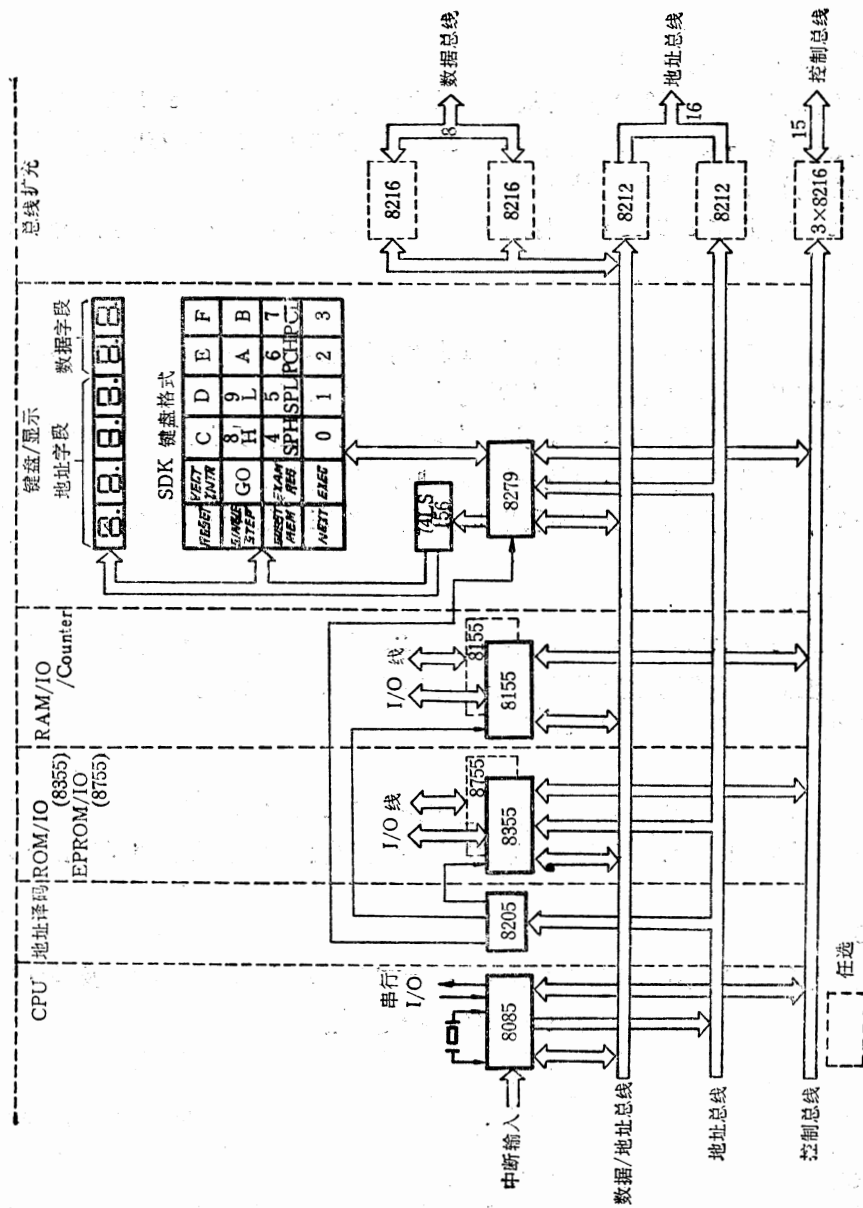 CPU
地址译码
ROM/IO
(8355)
EPROM/IO
(8755)
RAM/IO
/Counter
键盘/显示
总线扩充
地址字段
数据字段
8.8.8.8.8.8
SDK 键盘格式
RESET
VECT
INTR
C
D
E
F
SINGLE
STEP
GO
8
H
9
L
A
B
SUBST
MEM
EXAM
REG
4
SPH
5
SPL
6
PCH
7
PCL
NEXT
EXEC
0
1
2
3
串行
I/O
I/O 线
I/O 线
8755
8155
74LS
156
中断输入
8085
8205
8355
8155
8279
8216
8216
8
数据总线
数据/地址总线
8212
地址总线
8212
16
地址总线
控制总线
3×8216
15
控制总线
任选